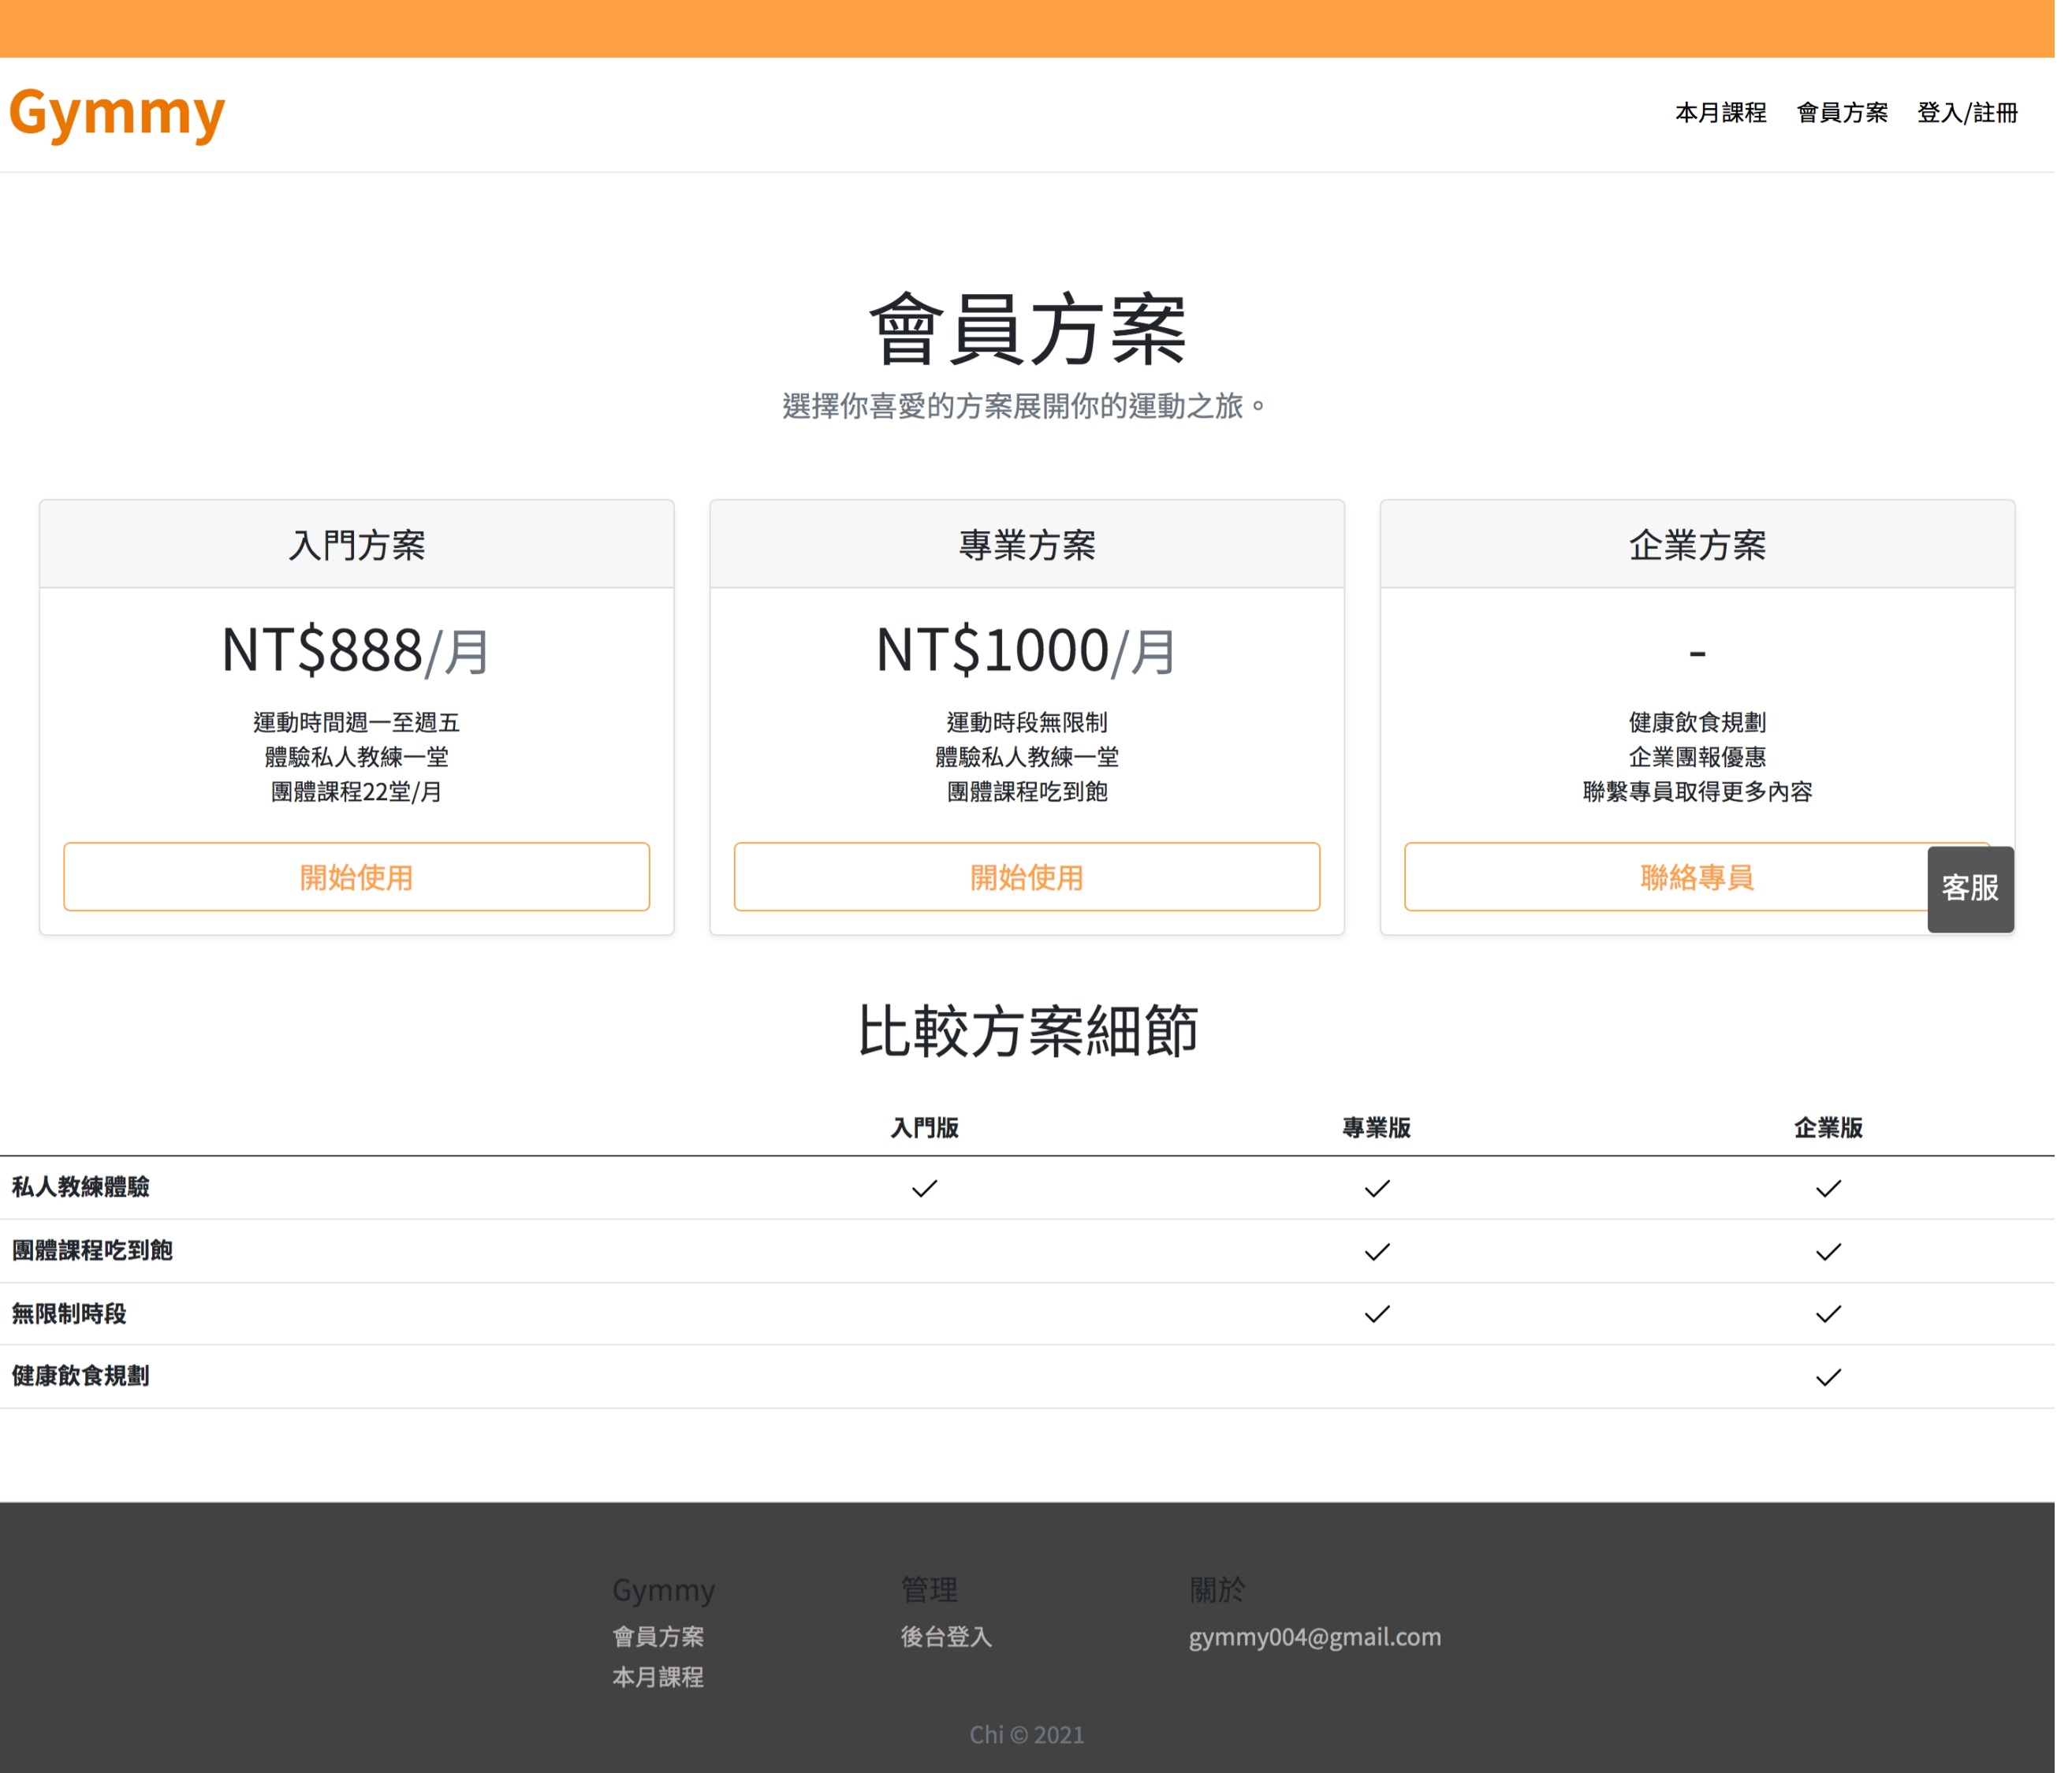 Gymmy
本月課程 會員方案 登入/註冊
會員方案
選擇你喜愛的方案展開你的運動之旅。
入門方案
NT$888/月
運動時間週一至週五
體驗私人教練一堂
團體課程22堂/月
開始使用
專業方案
NT$1000/月
運動時段無限制
體驗私人教練一堂
團體課程吃到飽
開始使用
企業方案
-
健康飲食規劃
企業團報優惠
聯繫專員取得更多內容
聯絡專員
客服
比較方案細節
入門版 專業版 企業版
私人教練體驗
團體課程吃到飽
無限制時段
健康飲食規劃
Gymmy
會員方案
本月課程
管理
後台登入
關於
gymmy004@gmail.com
Chi © 2021